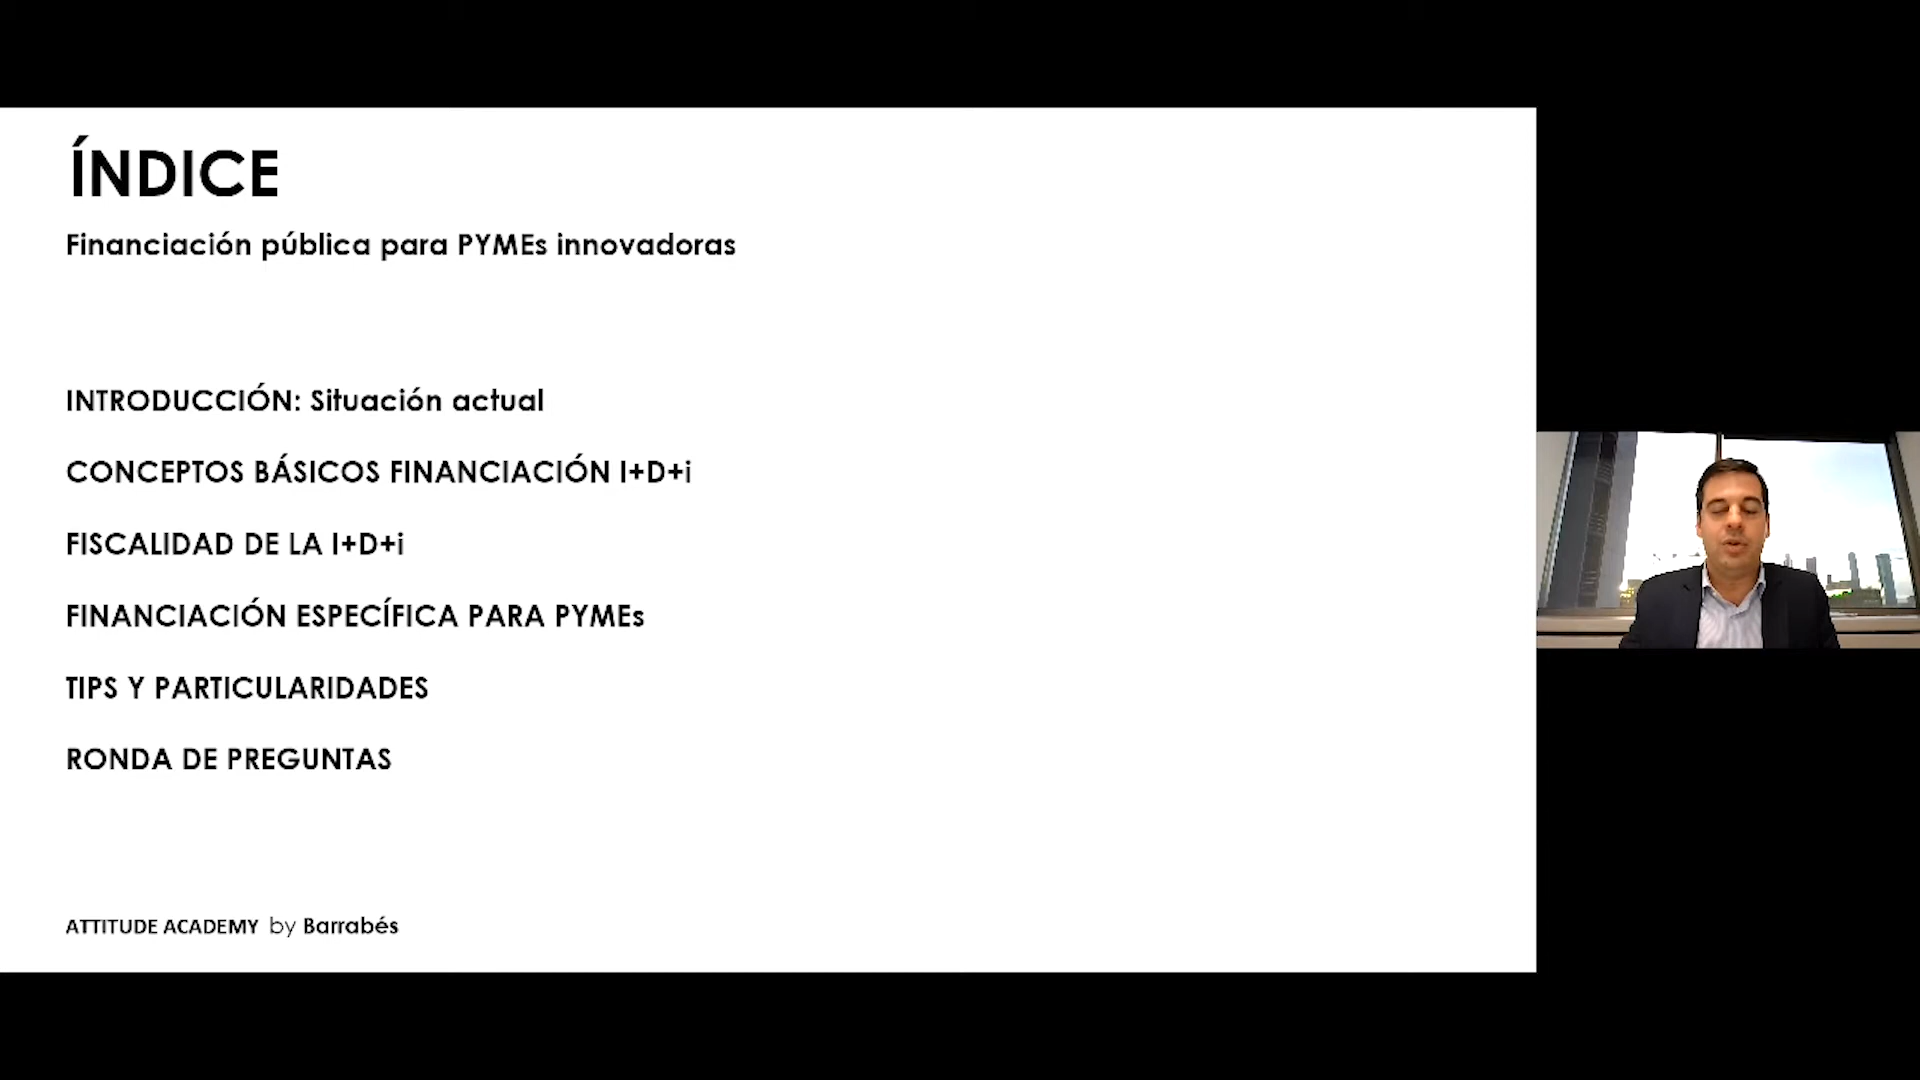 ÍNDICE
Financiación pública para PYMEs innovadoras
INTRODUCCIÓN: Situación actual
CONCEPTOS BÁSICOS FINANCIACIÓN I+D+i
FISCALIDAD DE LA I+D+i
FINANCIACIÓN ESPECÍFICA PARA PYMEs
TIPS Y PARTICULARIDADES
RONDA DE PREGUNTAS
ATTITUDE ACADEMY by Barrabés